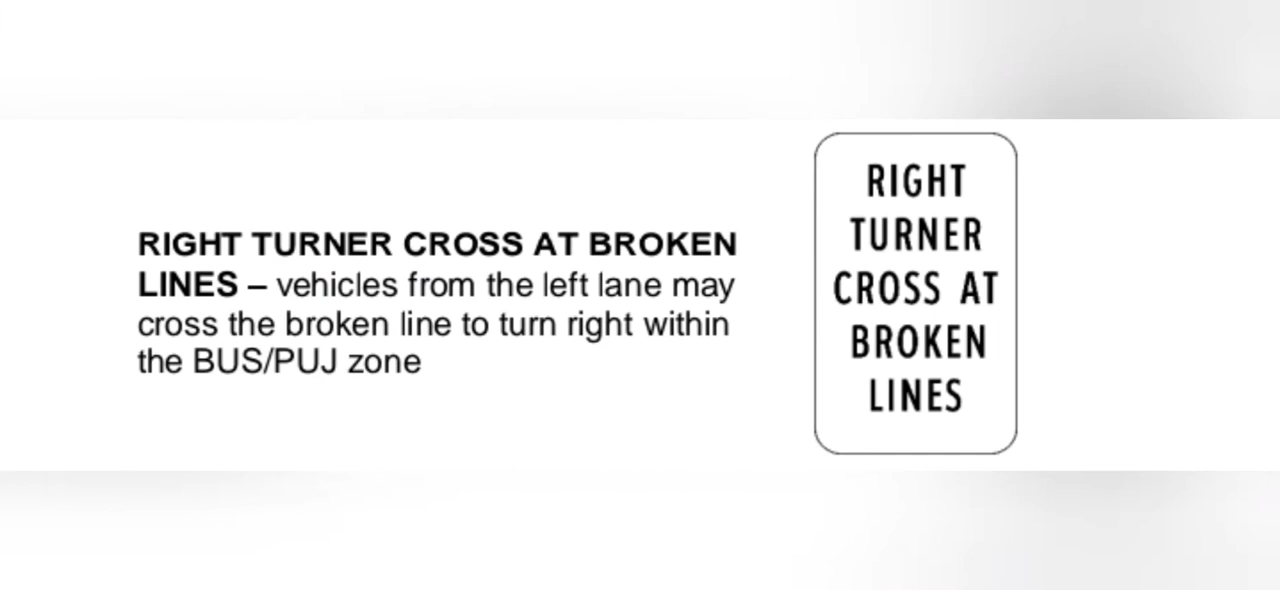 RIGHT TURNER CROSS AT BROKEN
LINES – vehicles from the left lane may
cross the broken line to turn right within
the BUS/PUJ zone
RIGHT
TURNER
CROSS AT
BROKEN
LINES